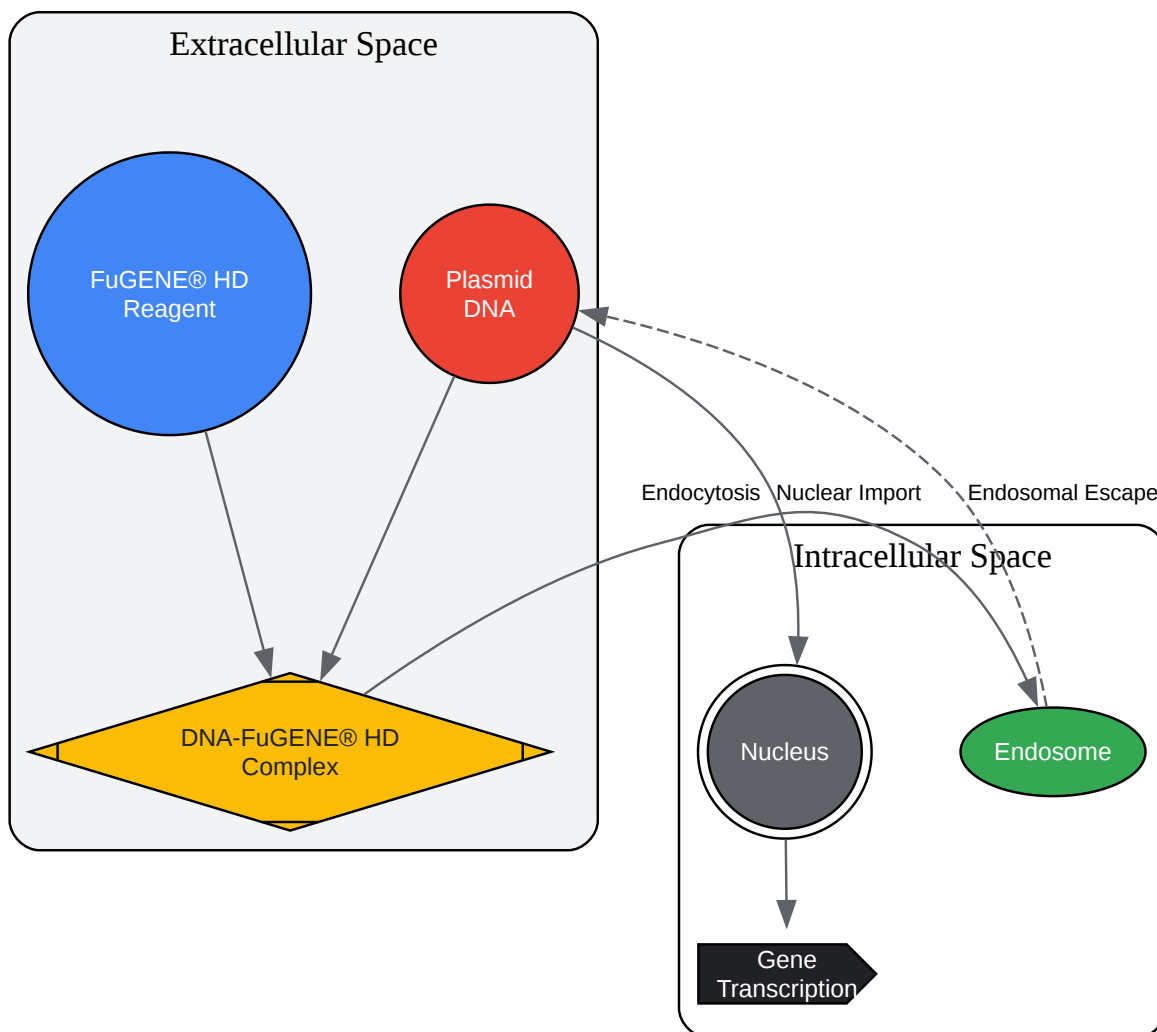 Extracellular Space
FuGENE® HD
Reagent
Plasmid
DNA
Endocytosis
Nuclear Import
Endosomal Escape
Intracellular Space
DNA-FuGENE® HD
Complex
Nucleus
Endosome
Gene
Transcription